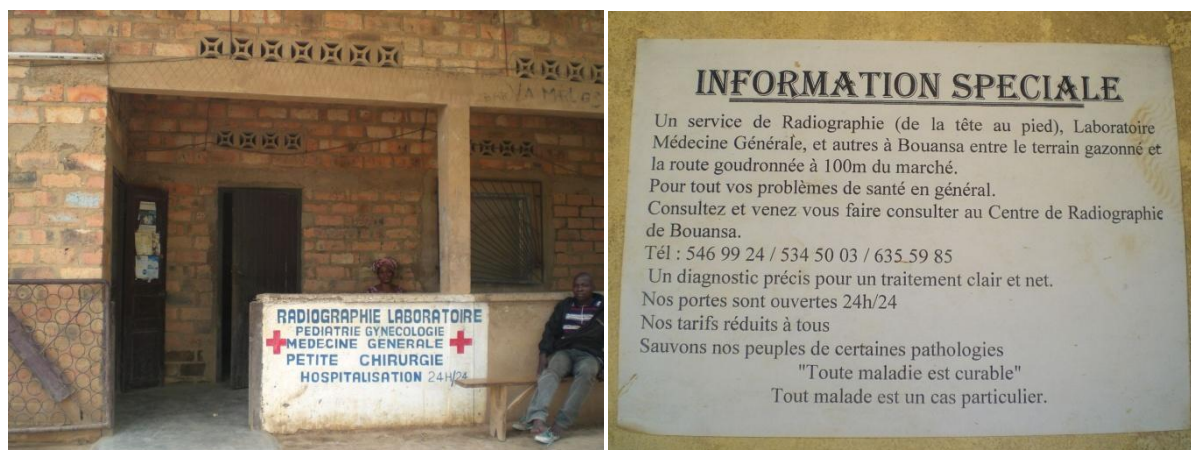 RADIOGRAPHIE LABORATOIRE
PEDIATRIE GYNECOLOGIE
MEDECINE GENERALE
PETITE CHIRURGIE
HOSPITALISATION 24H/24
INFORMATION SPECIALE
Un service de Radiographie (de la tête au pied), Laboratoire
Médecine Générale, et autres à Bouansa entre le terrain gazonné et
la route goudronnée à 100m du marché.
Pour tout vos problèmes de santé en général.
Consultez et venez vous faire consulter au Centre de Radiographie
de Bouansa.
Tél : 546 99 24 / 534 50 03 / 635 59 85
Un diagnostic précis pour un traitement clair et net.
Nos portes sont ouvertes 24h/24
Nos tarifs réduits à tous
Sauvons nos peuples de certaines pathologies
"Toute maladie est curable"
Tout malade est un cas particulier.